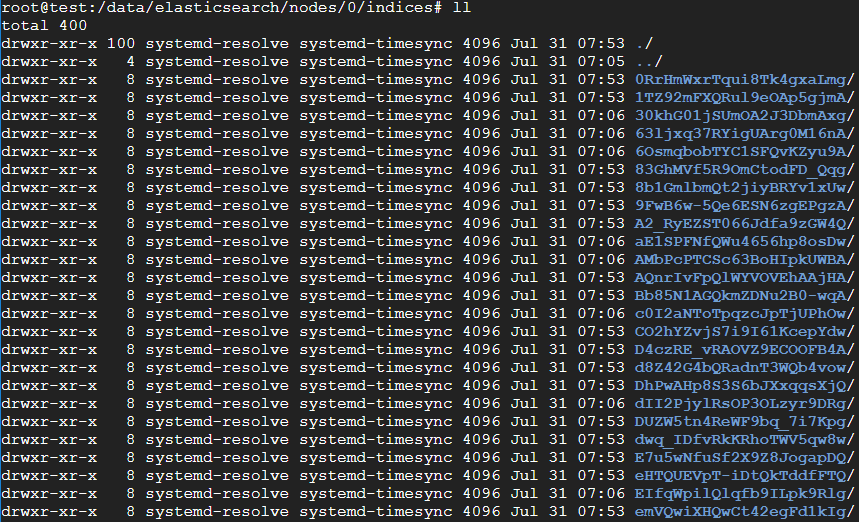 root@test:/data/elasticsearch/nodes/0/indices# ll
total 400
drwxr-xr-x 100 systemd-resolve systemd-timesync 4096 Jul 31 07:53 ./
drwxr-xr-x   4 systemd-resolve systemd-timesync 4096 Jul 31 07:05 ../
drwxr-xr-x   8 systemd-resolve systemd-timesync 4096 Jul 31 07:53 0RrHmWxrTqui8Tk4gxaLmg/
drwxr-xr-x   8 systemd-resolve systemd-timesync 4096 Jul 31 07:53 1TZ92mFXQRul9eOAp5gjmA/
drwxr-xr-x   8 systemd-resolve systemd-timesync 4096 Jul 31 07:06 30khG01jSUmOA2J3DbmAxg/
drwxr-xr-x   8 systemd-resolve systemd-timesync 4096 Jul 31 07:06 63ljxq37RYigUArg0M16nA/
drwxr-xr-x   8 systemd-resolve systemd-timesync 4096 Jul 31 07:06 6OsmqbobTYC1SFQvKZyu9A/
drwxr-xr-x   8 systemd-resolve systemd-timesync 4096 Jul 31 07:53 83GhMVf5R9OmCtodFD_Qqg/
drwxr-xr-x   8 systemd-resolve systemd-timesync 4096 Jul 31 07:53 8b1GmlbmQt2jiyBRYv1xUw/
drwxr-xr-x   8 systemd-resolve systemd-timesync 4096 Jul 31 07:53 9FwB6w-5Qe6ESN6zgEPgzA/
drwxr-xr-x   8 systemd-resolve systemd-timesync 4096 Jul 31 07:53 A2_RyEZST066Jdfa9zGW4Q/
drwxr-xr-x   8 systemd-resolve systemd-timesync 4096 Jul 31 07:06 aE1SPFNfQWu4656hp8osDw/
drwxr-xr-x   8 systemd-resolve systemd-timesync 4096 Jul 31 07:06 AMbPcPTCSc63BoHIpkUWBA/
drwxr-xr-x   8 systemd-resolve systemd-timesync 4096 Jul 31 07:53 AQnrIvFpQlWYVOVEhAAjHA/
drwxr-xr-x   8 systemd-resolve systemd-timesync 4096 Jul 31 07:53 Bb85N1AGQkmZDNu2B0-wqA/
drwxr-xr-x   8 systemd-resolve systemd-timesync 4096 Jul 31 07:06 c0I2aNToTpqzcJpTjUPhOw/
drwxr-xr-x   8 systemd-resolve systemd-timesync 4096 Jul 31 07:53 CO2hYZvjS7i9I61KcepYdw/
drwxr-xr-x   8 systemd-resolve systemd-timesync 4096 Jul 31 07:53 D4czRE_vRAOVZ9ECOOFB4A/
drwxr-xr-x   8 systemd-resolve systemd-timesync 4096 Jul 31 07:53 d8Z42G4bQRadnT3WQb4vow/
drwxr-xr-x   8 systemd-resolve systemd-timesync 4096 Jul 31 07:53 DhPwAHp8S3S6bJXxqqsXjQ/
drwxr-xr-x   8 systemd-resolve systemd-timesync 4096 Jul 31 07:06 dII2PjylRsOP3OLzyr9DRg/
drwxr-xr-x   8 systemd-resolve systemd-timesync 4096 Jul 31 07:53 DUZW5tn4ReWF9bq_7i7Kpg/
drwxr-xr-x   8 systemd-resolve systemd-timesync 4096 Jul 31 07:53 dwq_IDfvRkKRhoTWV5qw8w/
drwxr-xr-x   8 systemd-resolve systemd-timesync 4096 Jul 31 07:53 E7u5wNfuSf2X9Z8JogapDQ/
drwxr-xr-x   8 systemd-resolve systemd-timesync 4096 Jul 31 07:53 eHTQUEVpT-iDtQkTddfFTQ/
drwxr-xr-x   8 systemd-resolve systemd-timesync 4096 Jul 31 07:06 EIfqWpilQlqfb9ILpk9Rlg/
drwxr-xr-x   8 systemd-resolve systemd-timesync 4096 Jul 31 07:53 emVQwiXHQwCt42egFd1kIg/